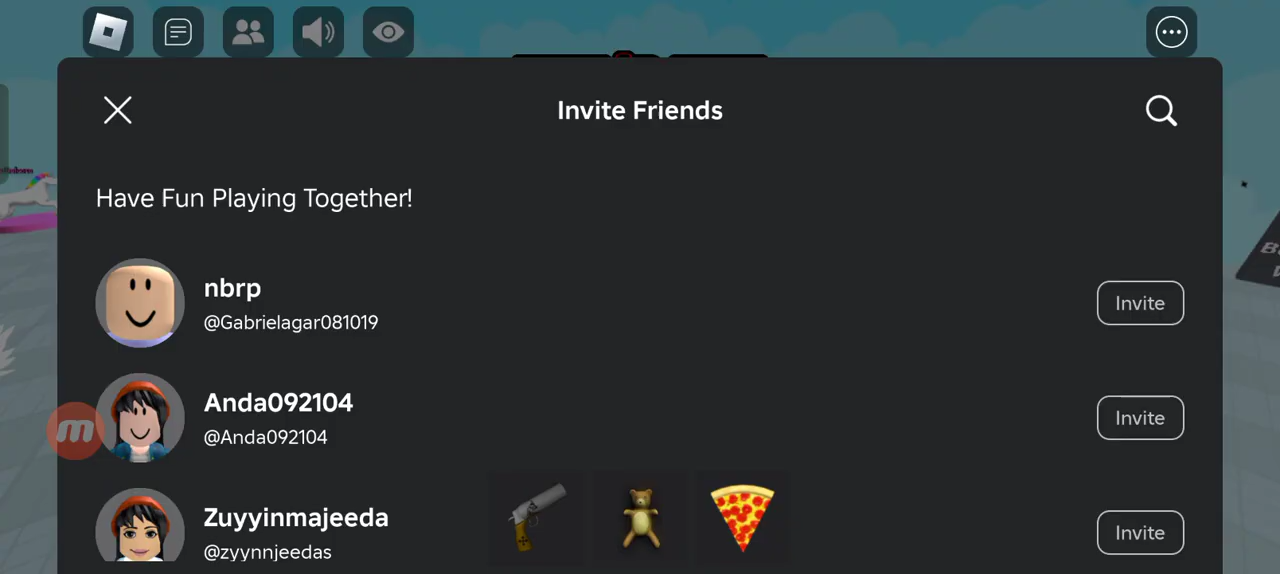 Invite Friends
Have Fun Playing Together!
nbrp
@Gabrielagar081019
Invite
Anda092104
@Anda092104
Invite
Zuyyinmajeeda
@zyynnjeedas
Invite